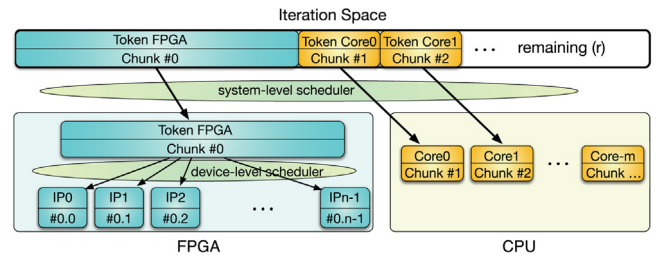 Iteration Space
Token FPGA Token Core0 Token Core1 ... remaining (r)
Chunk #0 Chunk #1 Chunk #2
system-level scheduler
Token FPGA
Chunk #0
device-level scheduler
IP0 IP1 IP2 ... IPn-1
#0.0 #0.1 #0.2 #0.n-1
FPGA
Core0 Core1 ... Core-m
Chunk #1 Chunk #2 Chunk ...
CPU